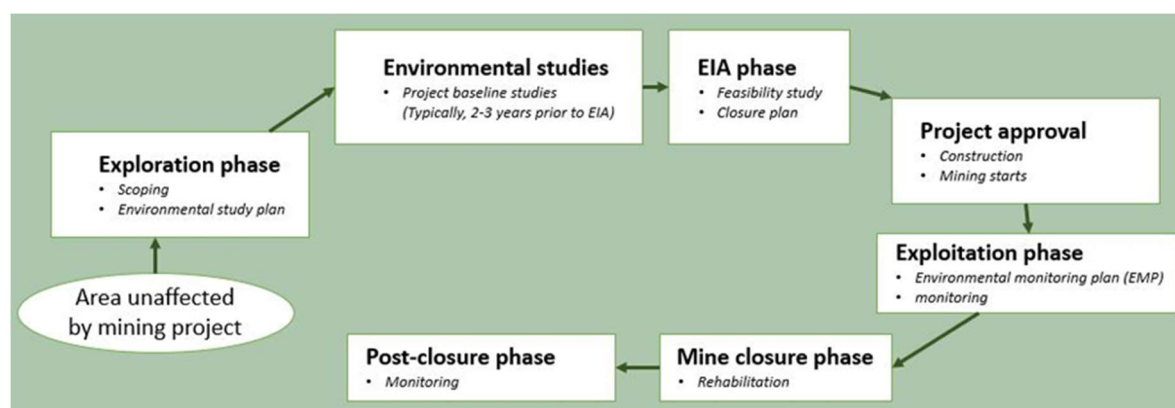 Environmental studies
• Project baseline studies
(Typically, 2-3 years prior to EIA)
EIA phase
• Feasibility study
• Closure plan
Project approval
• Construction
• Mining starts
Exploration phase
• Scoping
• Environmental study plan
Area unaffected
by mining project
Exploitation phase
• Environmental monitoring plan (EMP)
• monitoring
Mine closure phase
• Rehabilitation
Post-closure phase
• Monitoring